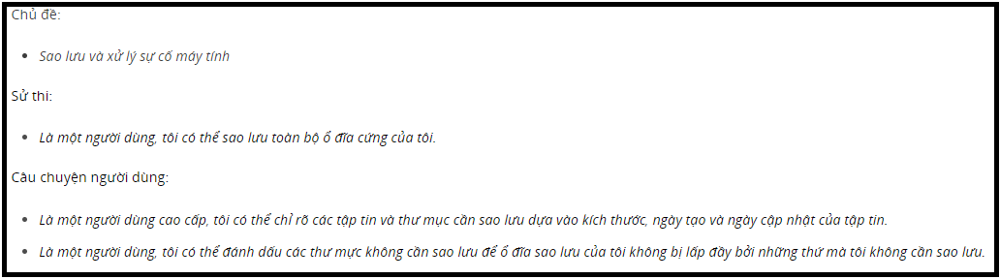 Chủ đề:
• Sao lưu và xử lý sự cố máy tính
Sử thi:
• Là một người dùng, tôi có thể sao lưu toàn bộ ổ đĩa cứng của tôi.
Câu chuyện người dùng:
• Là một người dùng cao cấp, tôi có thể chỉ rõ các tập tin và thư mục cần sao lưu dựa vào kích thước, ngày tạo và ngày cập nhật của tập tin.
• Là một người dùng, tôi có thể đánh dấu các thư mực không cần sao lưu để ổ đĩa sao lưu của tôi không bị lấp đầy bởi những thứ mà tôi không cần sao lưu.